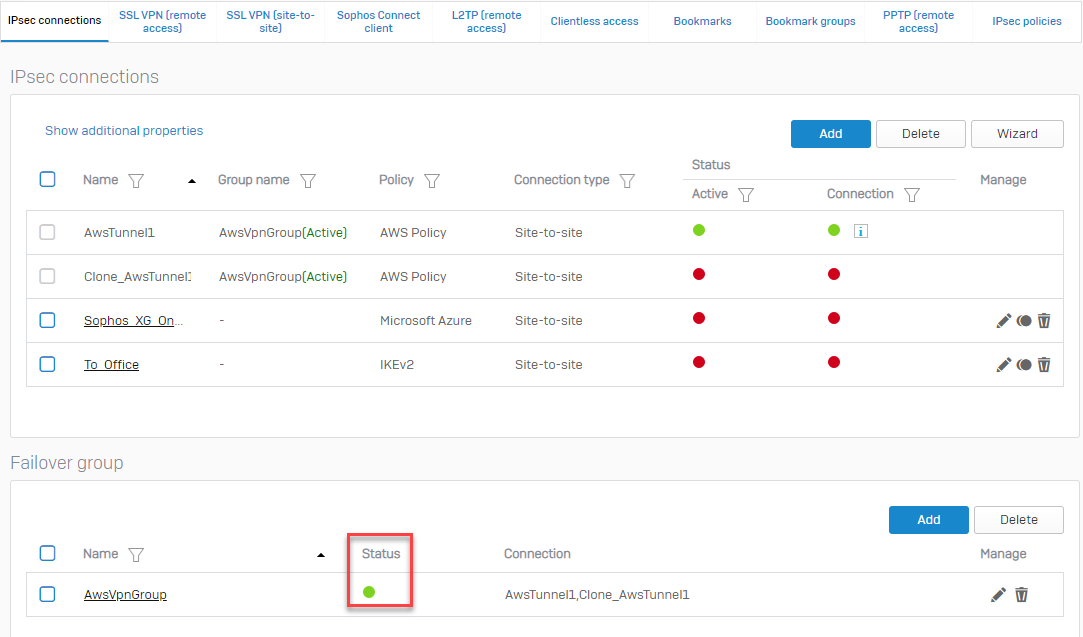 IPsec connections
SSL VPN (remote
access)
SSL VPN (site-to-
site)
Sophos Connect
client
L2TP (remote
access)
Clientless access
Bookmarks
Bookmark groups
PPTP (remote
access)
IPsec policies
IPsec connections
Show additional properties
Add Delete Wizard
Status
Name Group name Policy Connection type Manage
Active Connection
AwsTunnel1 AwsVpnGroup(Active) AWS Policy Site-to-site i
Clone_AwsTunnel1 AwsVpnGroup(Active) AWS Policy Site-to-site
Sophos_XG_On... - Microsoft Azure Site-to-site
To_Office - IKEv2 Site-to-site
Failover group
Add Delete
Name Status Connection Manage
AwsVpnGroup AwsTunnel1,Clone_AwsTunnel1